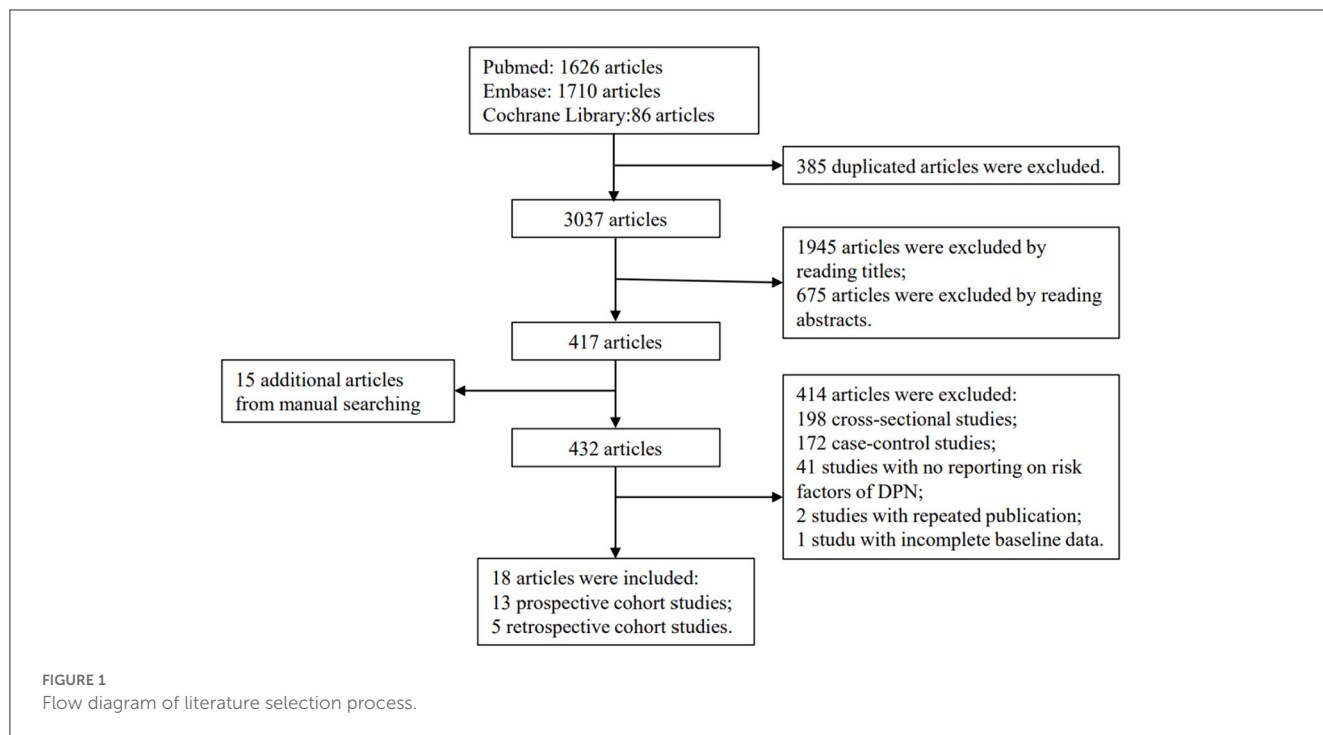 Pubmed: 1626 articles
Embase: 1710 articles
Cochrane Library:86 articles
385 duplicated articles were excluded.
3037 articles
1945 articles were excluded by
reading titles;
675 articles were excluded by reading
abstracts.
417 articles
15 additional articles
from manual searching
432 articles
414 articles were excluded:
198 cross-sectional studies;
172 case-control studies;
41 studies with no reporting on risk
factors of DPN;
2 studies with repeated publication;
1 studu with incomplete baseline data.
18 articles were included:
13 prospective cohort studies;
5 retrospective cohort studies.
FIGURE 1
Flow diagram of literature selection process.